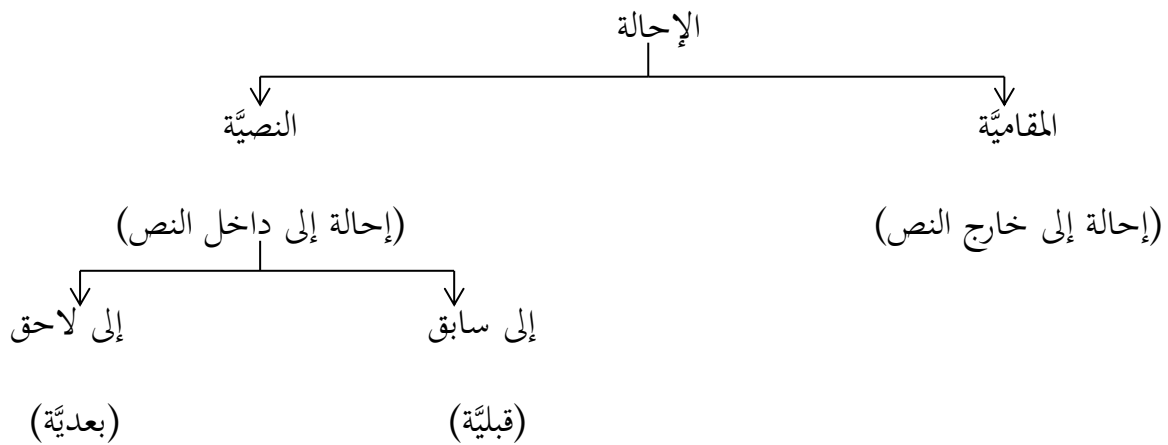 الإحالة
المقاميَّة
النصيَّة
(إحالة إلى خارج النص)
(إحالة إلى داخل النص)
إلى سابق
إلى لاحق
(قبليَّة)
(بعديَّة)